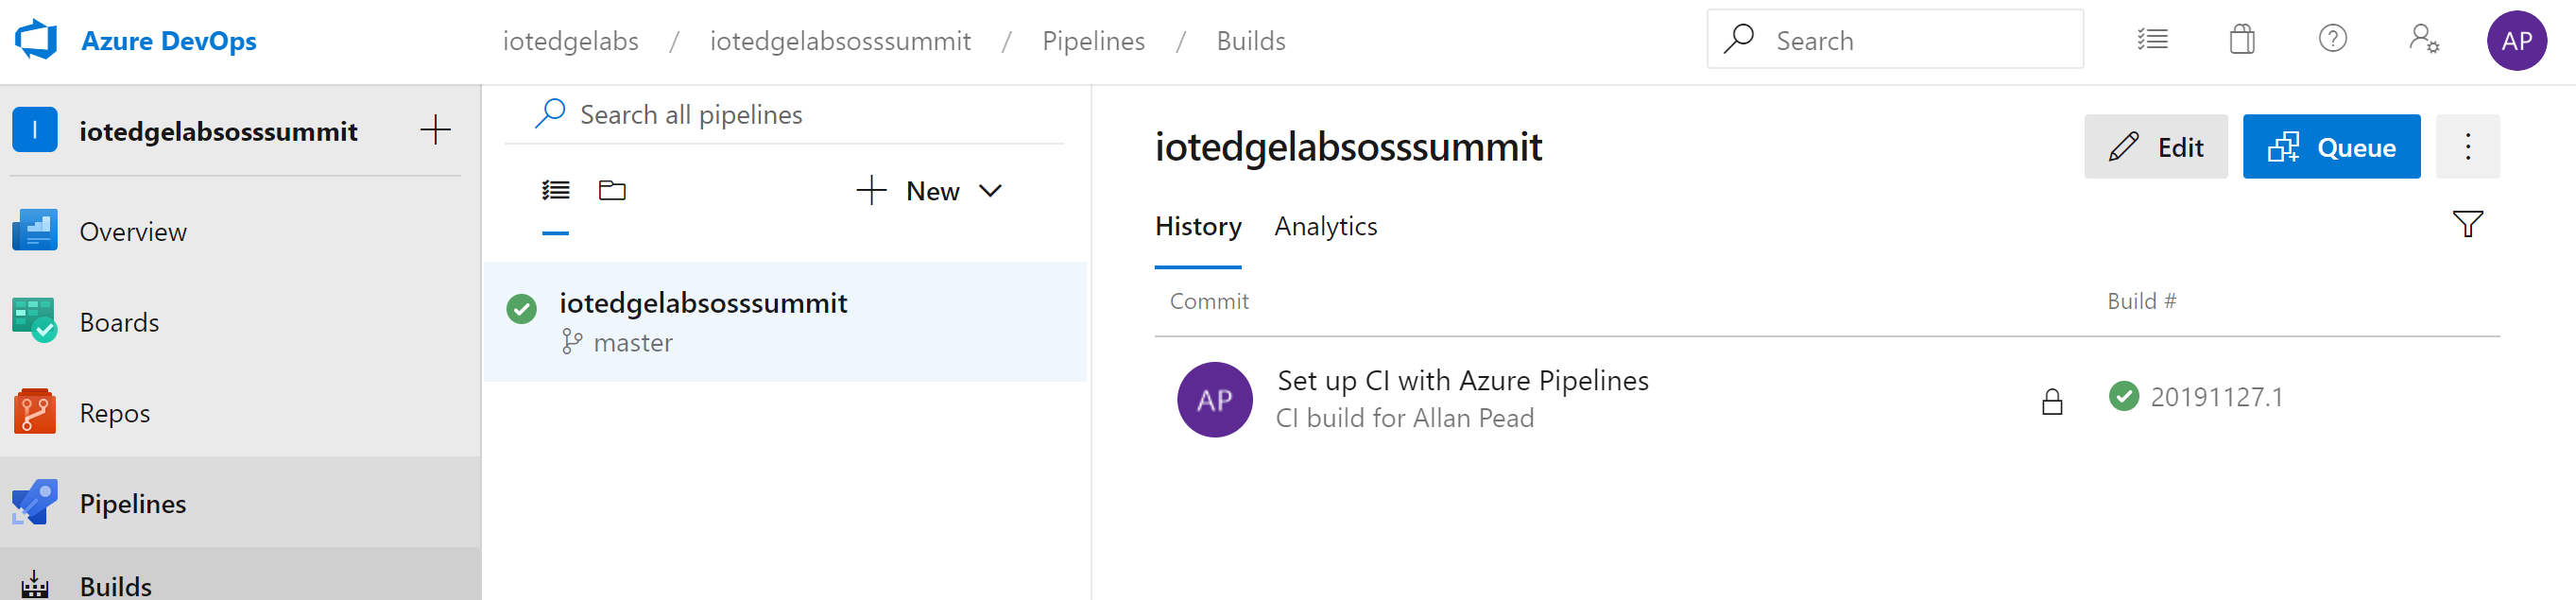 Azure DevOps
iotedgelabs / iotedgelabsosssummit / Pipelines / Builds
Search
AP
I
iotedgelabsosssummit
Overview
Boards
Repos
Pipelines
Builds
Search all pipelines
New
iotedgelabsosssummit
master
iotedgelabsosssummit
Edit
Queue
History Analytics
Commit Build #
AP
Set up CI with Azure Pipelines
CI build for Allan Pead
20191127.1